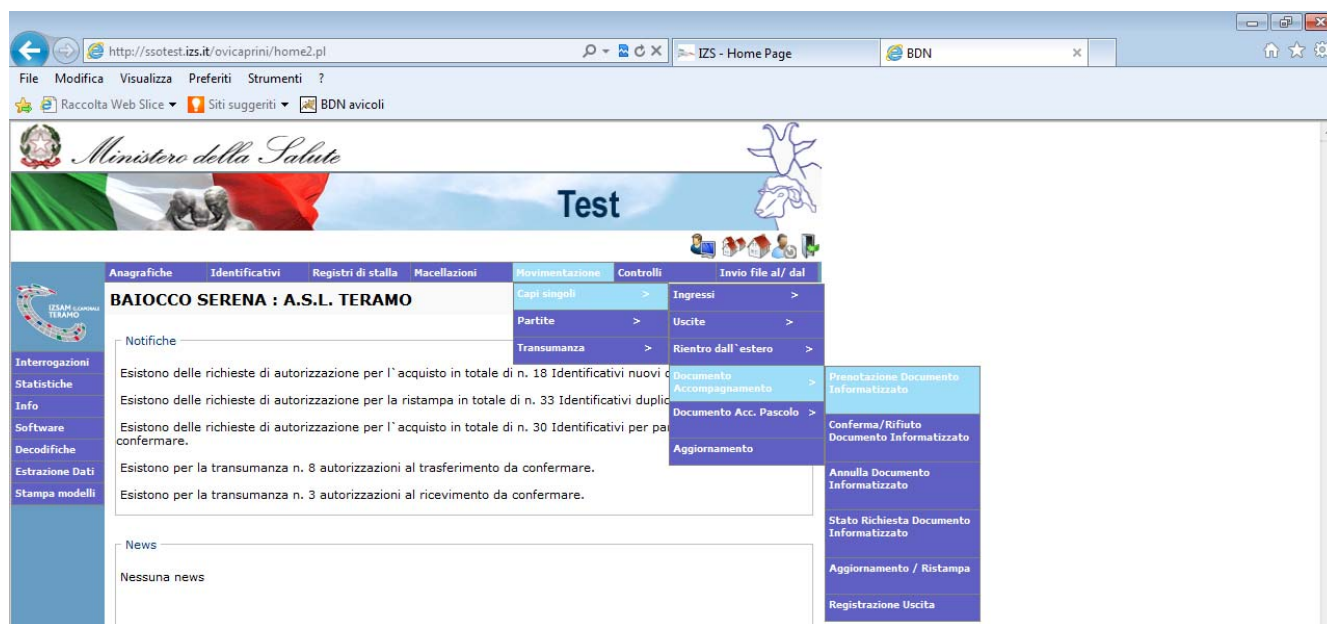 http://ssotest.izs.it/ovicaprini/home2.pl
IZS - Home Page
BDN
File Modifica Visualizza Preferiti Strumenti ?
Raccolta Web Slice Siti suggeriti BDN avicoli
Ministero della Salute
Test
Anagrafiche Identificativi Registri di stalla Macellazioni Movimentazione Controlli Invio file al/ dal
IZSAM G.CAPORALE
TERAMO
BAIOCCO SERENA : A.S.L. TERAMO
Capi singoli >
Partite >
Transumanza >
Ingressi >
Uscite >
Rientro dall`estero >
Documento
Accompagnamento >
Documento Acc. Pascolo >
Aggiornamento
Prenotazione Documento
Informatizzato
Conferma/Rifiuto
Documento Informatizzato
Annulla Documento
Informatizzato
Stato Richiesta Documento
Informatizzato
Aggiornamento / Ristampa
Registrazione Uscita
Interrogazioni
Statistiche
Info
Software
Decodifiche
Estrazione Dati
Stampa modelli
Notifiche
Esistono delle richieste di autorizzazione per l`acquisto in totale di n. 18 Identificativi nuovi
Esistono delle richieste di autorizzazione per la ristampa in totale di n. 33 Identificativi duplic
Esistono delle richieste di autorizzazione per l`acquisto in totale di n. 30 Identificativi per
confermare.
Esistono per la transumanza n. 8 autorizzazioni al trasferimento da confermare.
Esistono per la transumanza n. 3 autorizzazioni al ricevimento da confermare.
News
Nessuna news